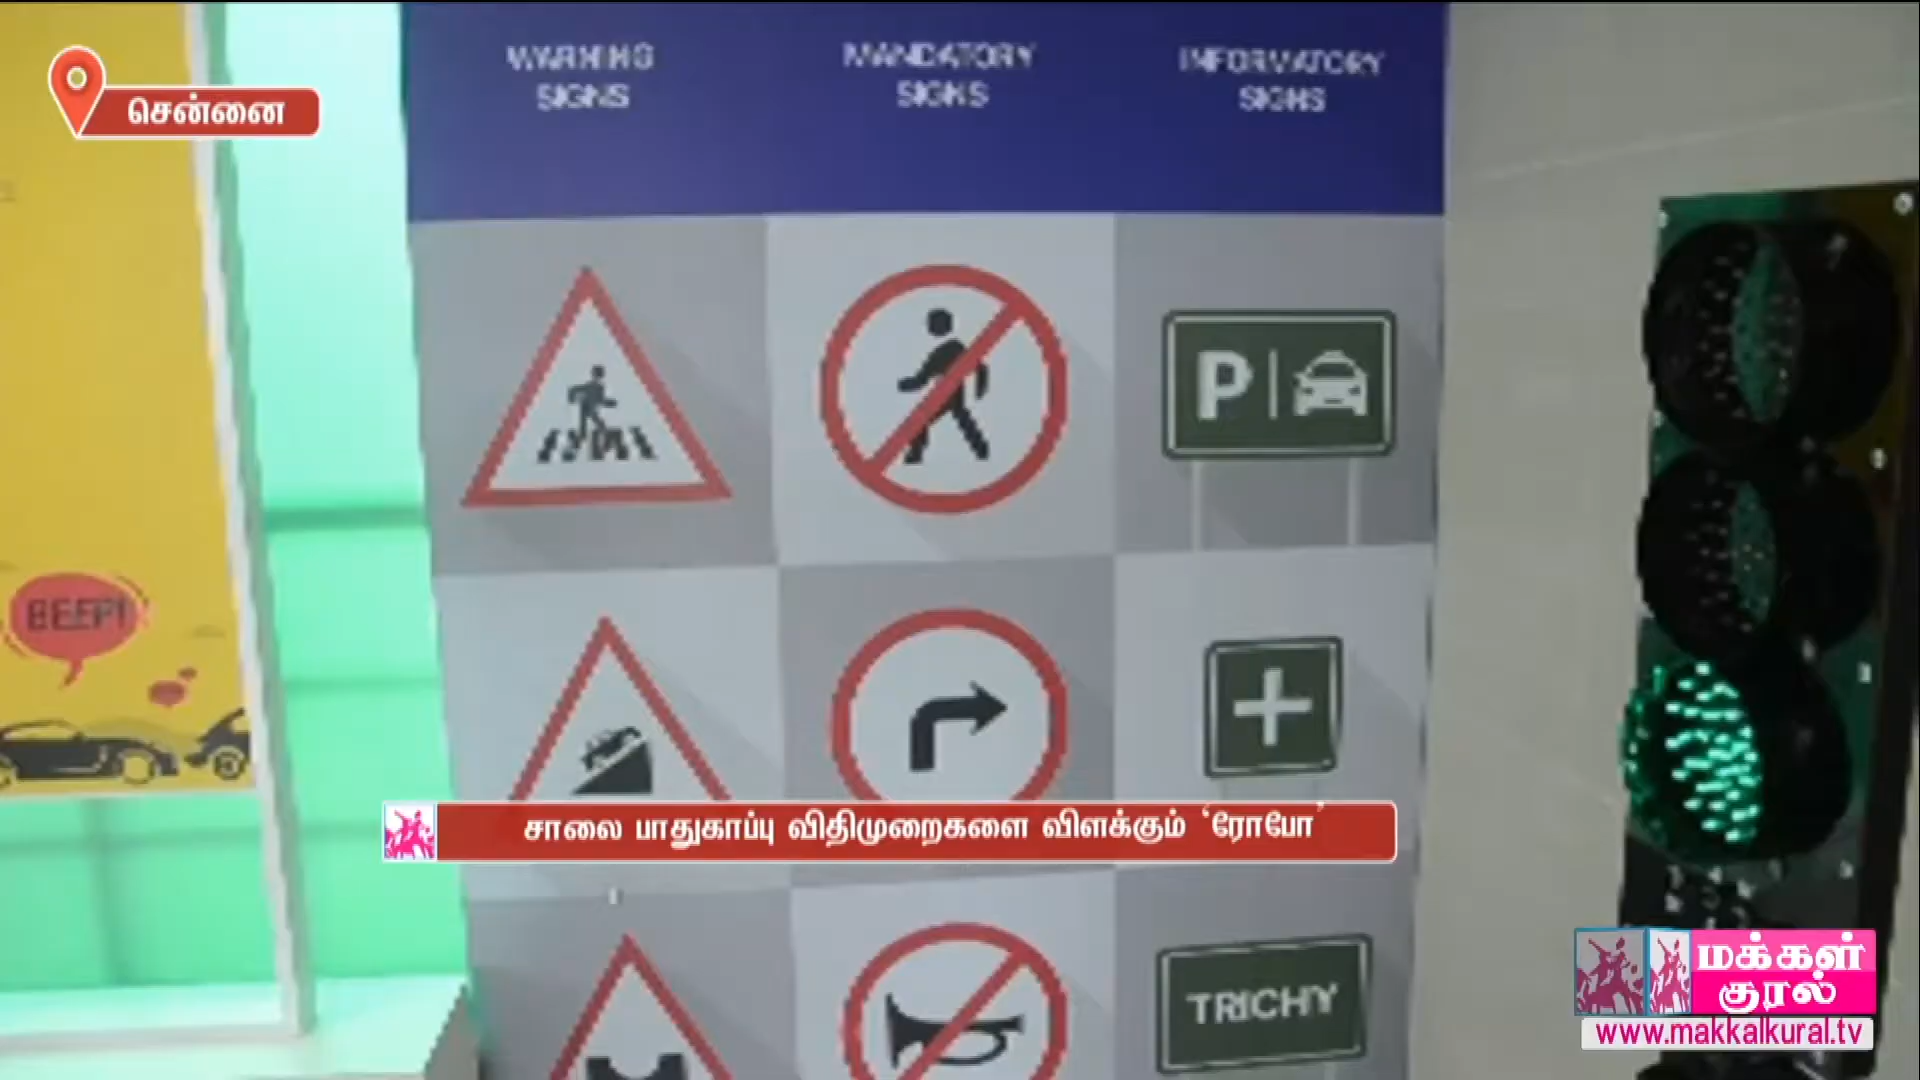 சென்னை
WARNING
SIGNS
MANDATORY
SIGNS
INFORMATORY
SIGNS
P
BEEP!
சாலை பாதுகாப்பு விதிமுறைகளை விளக்கும் ‘ரோபோ’
TRICHY
மக்கள்
குரல்
www.makkalkural.tv